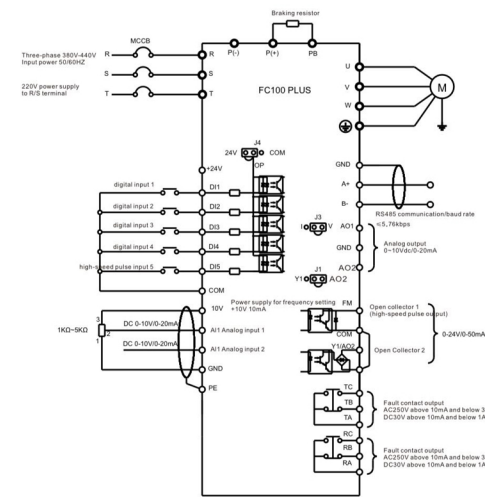 Braking resistor
MCCB
Three-phase 380V-440V
Input power 50/60HZ
R
R
P(-)
P(+)
PB
U
S
S
V
M
220V power supply
to R/S terminal
T
T
FC100 PLUS
W
J4
24V
COM
+24V
OP
GND
digital input 1
DI1
A+
digital input 2
DI2
B-
RS485 communication/baud rate
≤5,76kbps
digital input 3
DI3
J3
I
V
AO1
digital input 4
DI4
GND
Analog output
0~10Vdc/0-20mA
high-speed pulse input 5
DI5
J1
AO2
Y1
AO2
COM
10V
Power supply for frequency setting
+10V 10mA
FM
Open collector 1
(high-speed pulse output)
3
2
1
1KΩ~5KΩ
DC 0-10V/0-20mA
AI1 Analog input 1
COM
0-24V/0-50mA
DC 0-10V/0-20mA
AI1 Analog input 2
Y1/AO2
Open Collector 2
GND
PE
TC
TB
TA
Fault contact output
AC250V above 10mA and below 3
DC30V above 10mA and below 1A
RC
RB
RA
Fault contact output
AC250V above 10mA and below 3
DC30V above 10mA and below 1A